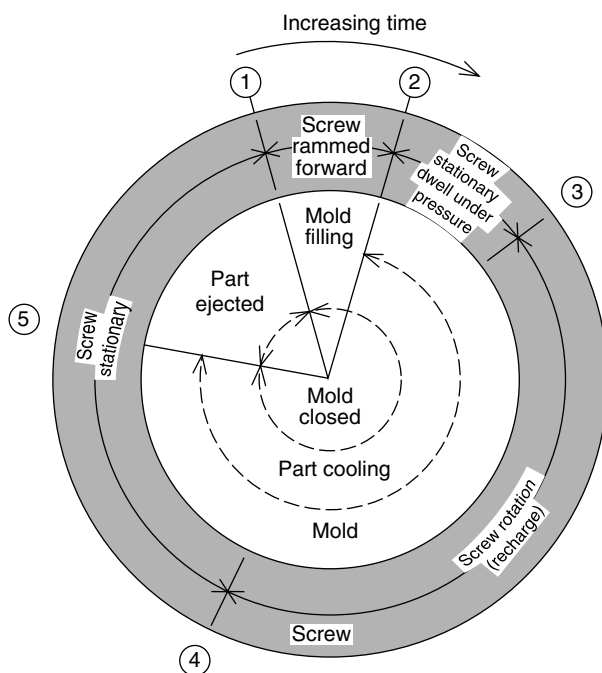 Increasing time
1
2
Screw
rammed
forward
Screw
stationary
dwell under
pressure
3
Mold
filling
Part
ejected
5
Screw
stationary
Mold
closed
Part cooling
Mold
Screw rotation
(recharge)
Screw
4